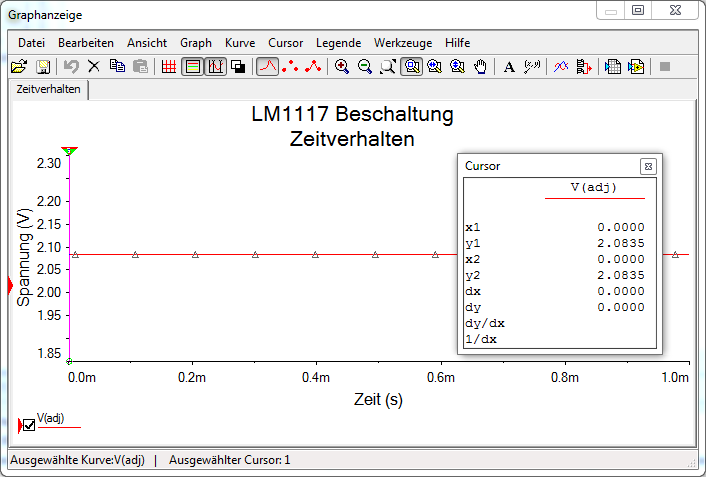 Graphanzeige
Datei Bearbeiten Ansicht Graph Kurve Cursor Legende Werkzeuge Hilfe
A
Zeitverhalten
LM1117 Beschaltung
Zeitverhalten
Spannung (V)
2.30
2.20
2.15
2.10
2.05
2.00
1.95
1.85
0.0m 0.2m 0.4m 0.6m 0.8m 1.0m
Zeit (s)
Cursor
V(adj)
x1 0.0000
y1 2.0835
x2 0.0000
y2 2.0835
dx 0.0000
dy 0.0000
dy/dx
1/dx
V(adj)
Ausgewählte Kurve:V(adj) | Ausgewählter Cursor: 1